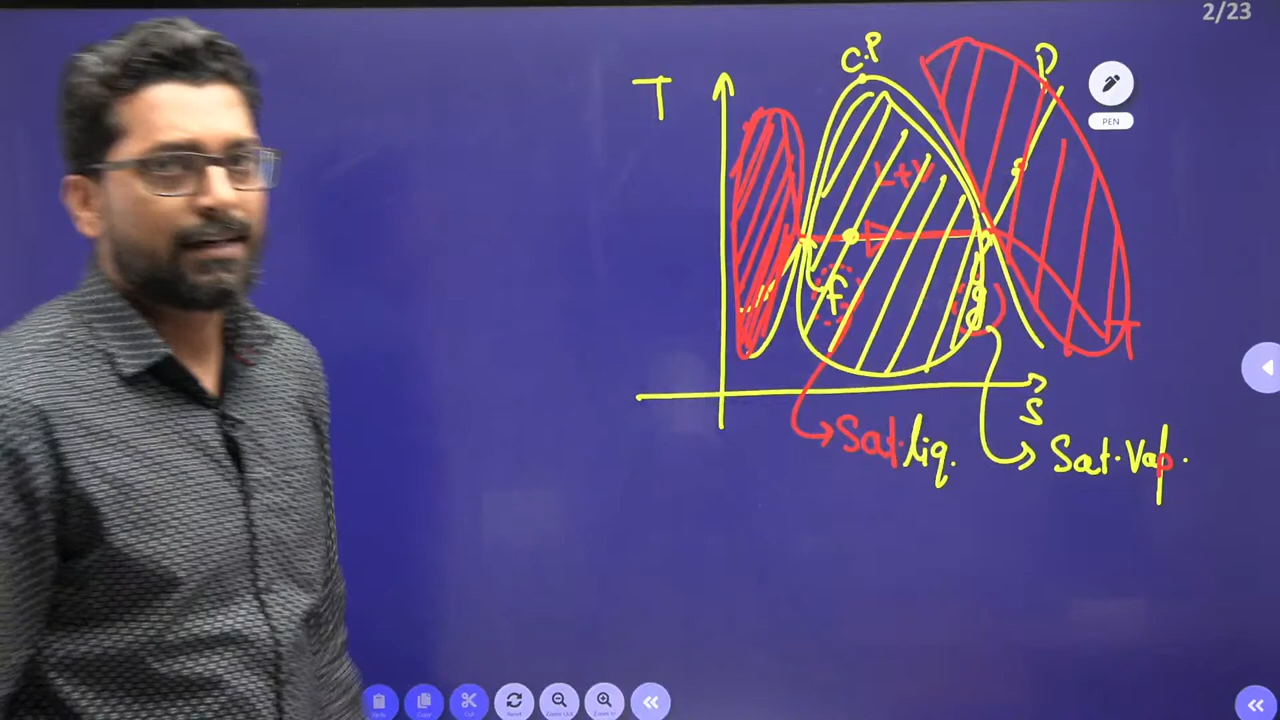 2/23
C.P
P
T
PEN
L+V
f
g
S
Sat. liq.
Sat. Vap.